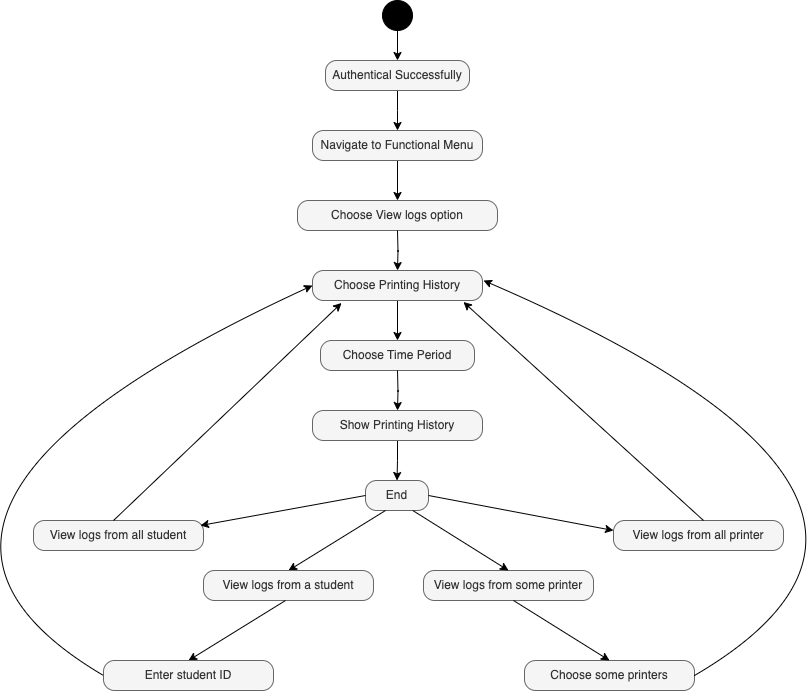 Authentical Successfully
Navigate to Functional Menu
Choose View logs option
Choose Printing History
Choose Time Period
Show Printing History
End
View logs from all student
View logs from all printer
View logs from a student
View logs from some printer
Enter student ID
Choose some printers